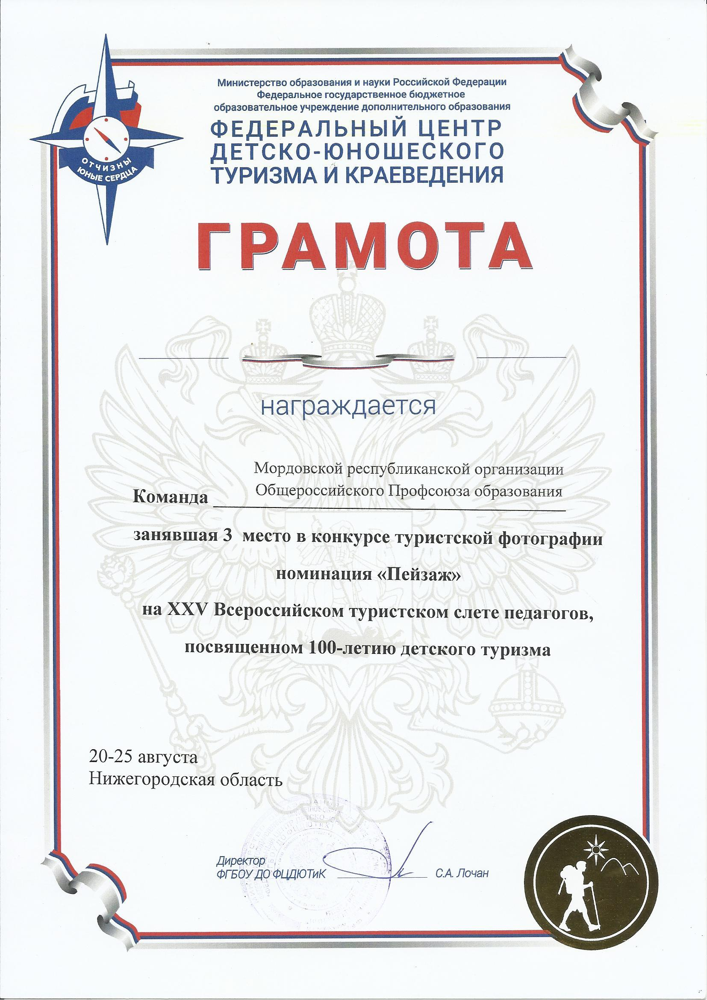 Министерство образования и науки Российской Федерации
Федеральное государственное бюджетное
образовательное учреждение дополнительного образования
ФЕДЕРАЛЬНЫЙ ЦЕНТР
ДЕТСКО-ЮНОШЕСКОГО
ТУРИЗМА И КРАЕВЕДЕНИЯ
ОТЧИЗНЫ
ЮНЫЕ СЕРДЦА
ГРАМОТА
награждается
Мордовской республиканской организации
Общероссийского Профсоюза образования
Команда
занявшая 3 место в конкурсе туристской фотографии
номинация «Пейзаж»
на XXV Всероссийском туристском слете педагогов,
посвященном 100-летию детского туризма
20-25 августа
Нижегородская область
Директор
ФГБОУ ДО ФЦДЮТиК
С.А. Лочан